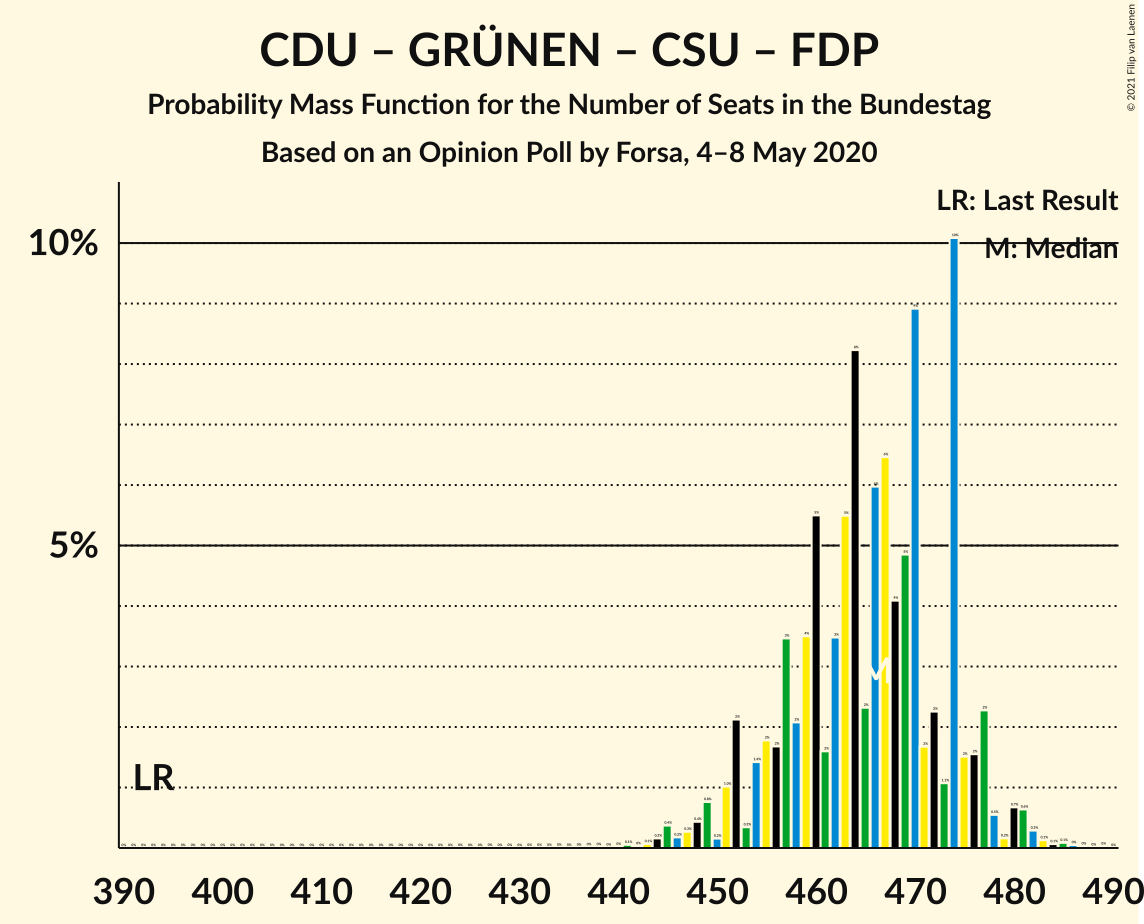 CDU – GRÜNEN – CSU – FDP
Probability Mass Function for the Number of Seats in the Bundestag
Based on an Opinion Poll by Forsa, 4–8 May 2020
© 2021 Filip van Laenen
LR: Last Result
M: Median
10%
5%
LR
M
390 400 410 420 430 440 450 460 470 480 490